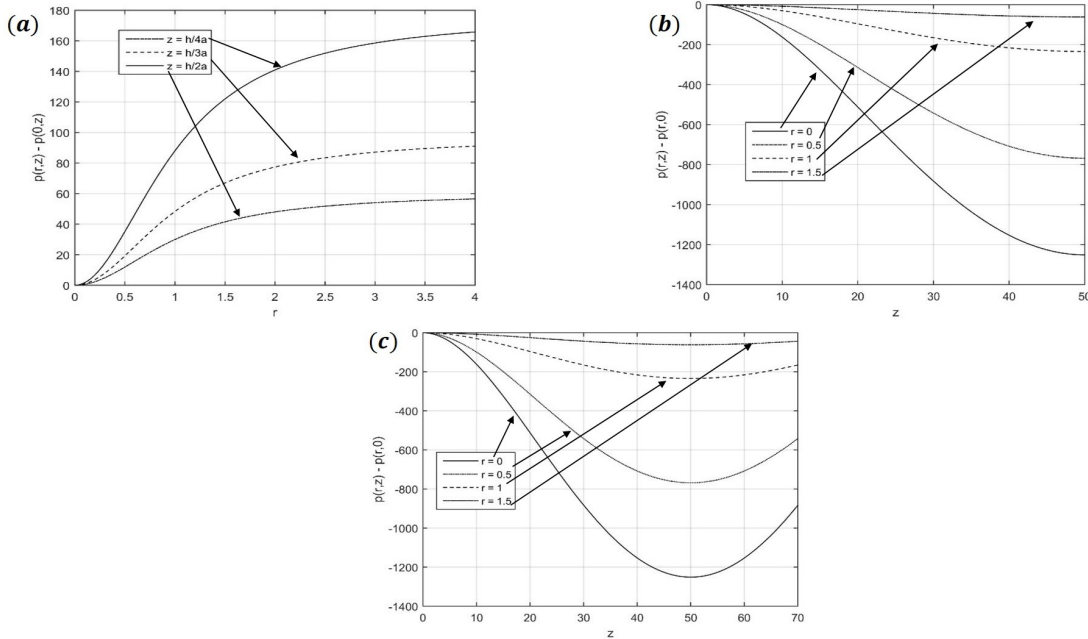 (a)
180
160
140
120
100
80
60
40
20
0
p(r,z) - p(0,z)
z = h/4a
z = h/3a
z = h/2a
0 0.5 1 1.5 2 2.5 3 3.5 4
r
(b)
0
-200
-400
-600
-800
-1000
-1200
-1400
p(r,z) - p(r,0)
r = 0
r = 0.5
r = 1
r = 1.5
0 10 20 30 40 50
z
(c)
0
-200
-400
-600
-800
-1000
-1200
-1400
p(r,z) - p(r,0)
r = 0
r = 0.5
r = 1
r = 1.5
0 10 20 30 40 50 60 70
z